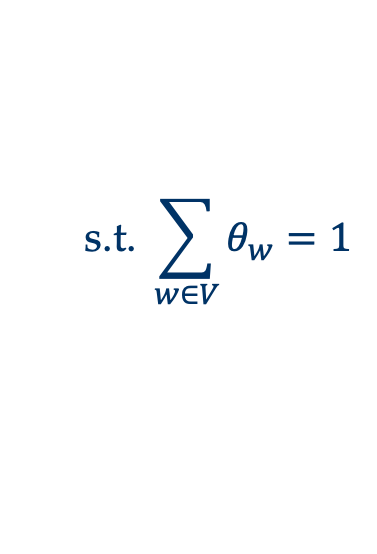 s.t. ∑ θ_w = 1
w∈V